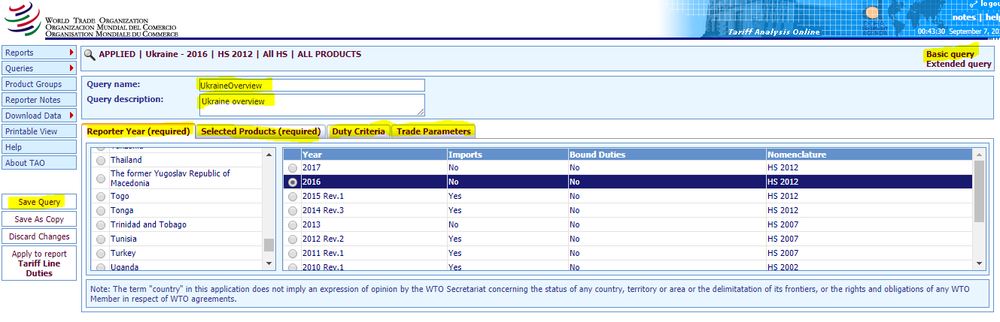 WORLD TRADE ORGANIZATION
ORGANIZACION MUNDIAL DEL COMERCIO
ORGANISATION MONDIALE DU COMMERCE
logou
notes | help
Tariff Analysis Online
00:43:30 September 7, 20
Reports
Queries
Product Groups
Reporter Notes
Download Data
Printable View
Help
About TAO
Save Query
Save As Copy
Discard Changes
Apply to report
Tariff Line
Duties
APPLIED | Ukraine - 2016 | HS 2012 | All HS | ALL PRODUCTS
Basic query
Extended query
Query name: UkraineOverview
Query description: Ukraine overview
Reporter Year (required) Selected Products (required) Duty Criteria Trade Parameters
Tanzania
Thailand
The former Yugoslav Republic of
Macedonia
Togo
Tonga
Trinidad and Tobago
Tunisia
Turkey
Uganda
Year Imports Bound Duties Nomenclature
2017 No No HS 2012
2016 No No HS 2012
2015 Rev.1 Yes No HS 2012
2014 Rev.3 Yes No HS 2012
2013 No No HS 2007
2012 Rev.2 Yes No HS 2007
2011 Rev.1 Yes No HS 2007
2010 Rev.1 Yes No HS 2002
Note: The term "country" in this application does not imply an expression of opinion by the WTO Secretariat concerning the status of any country, territory or area or the delimitatation of its frontiers, or the rights and obligations of any WTO
Member in respect of WTO agreements.